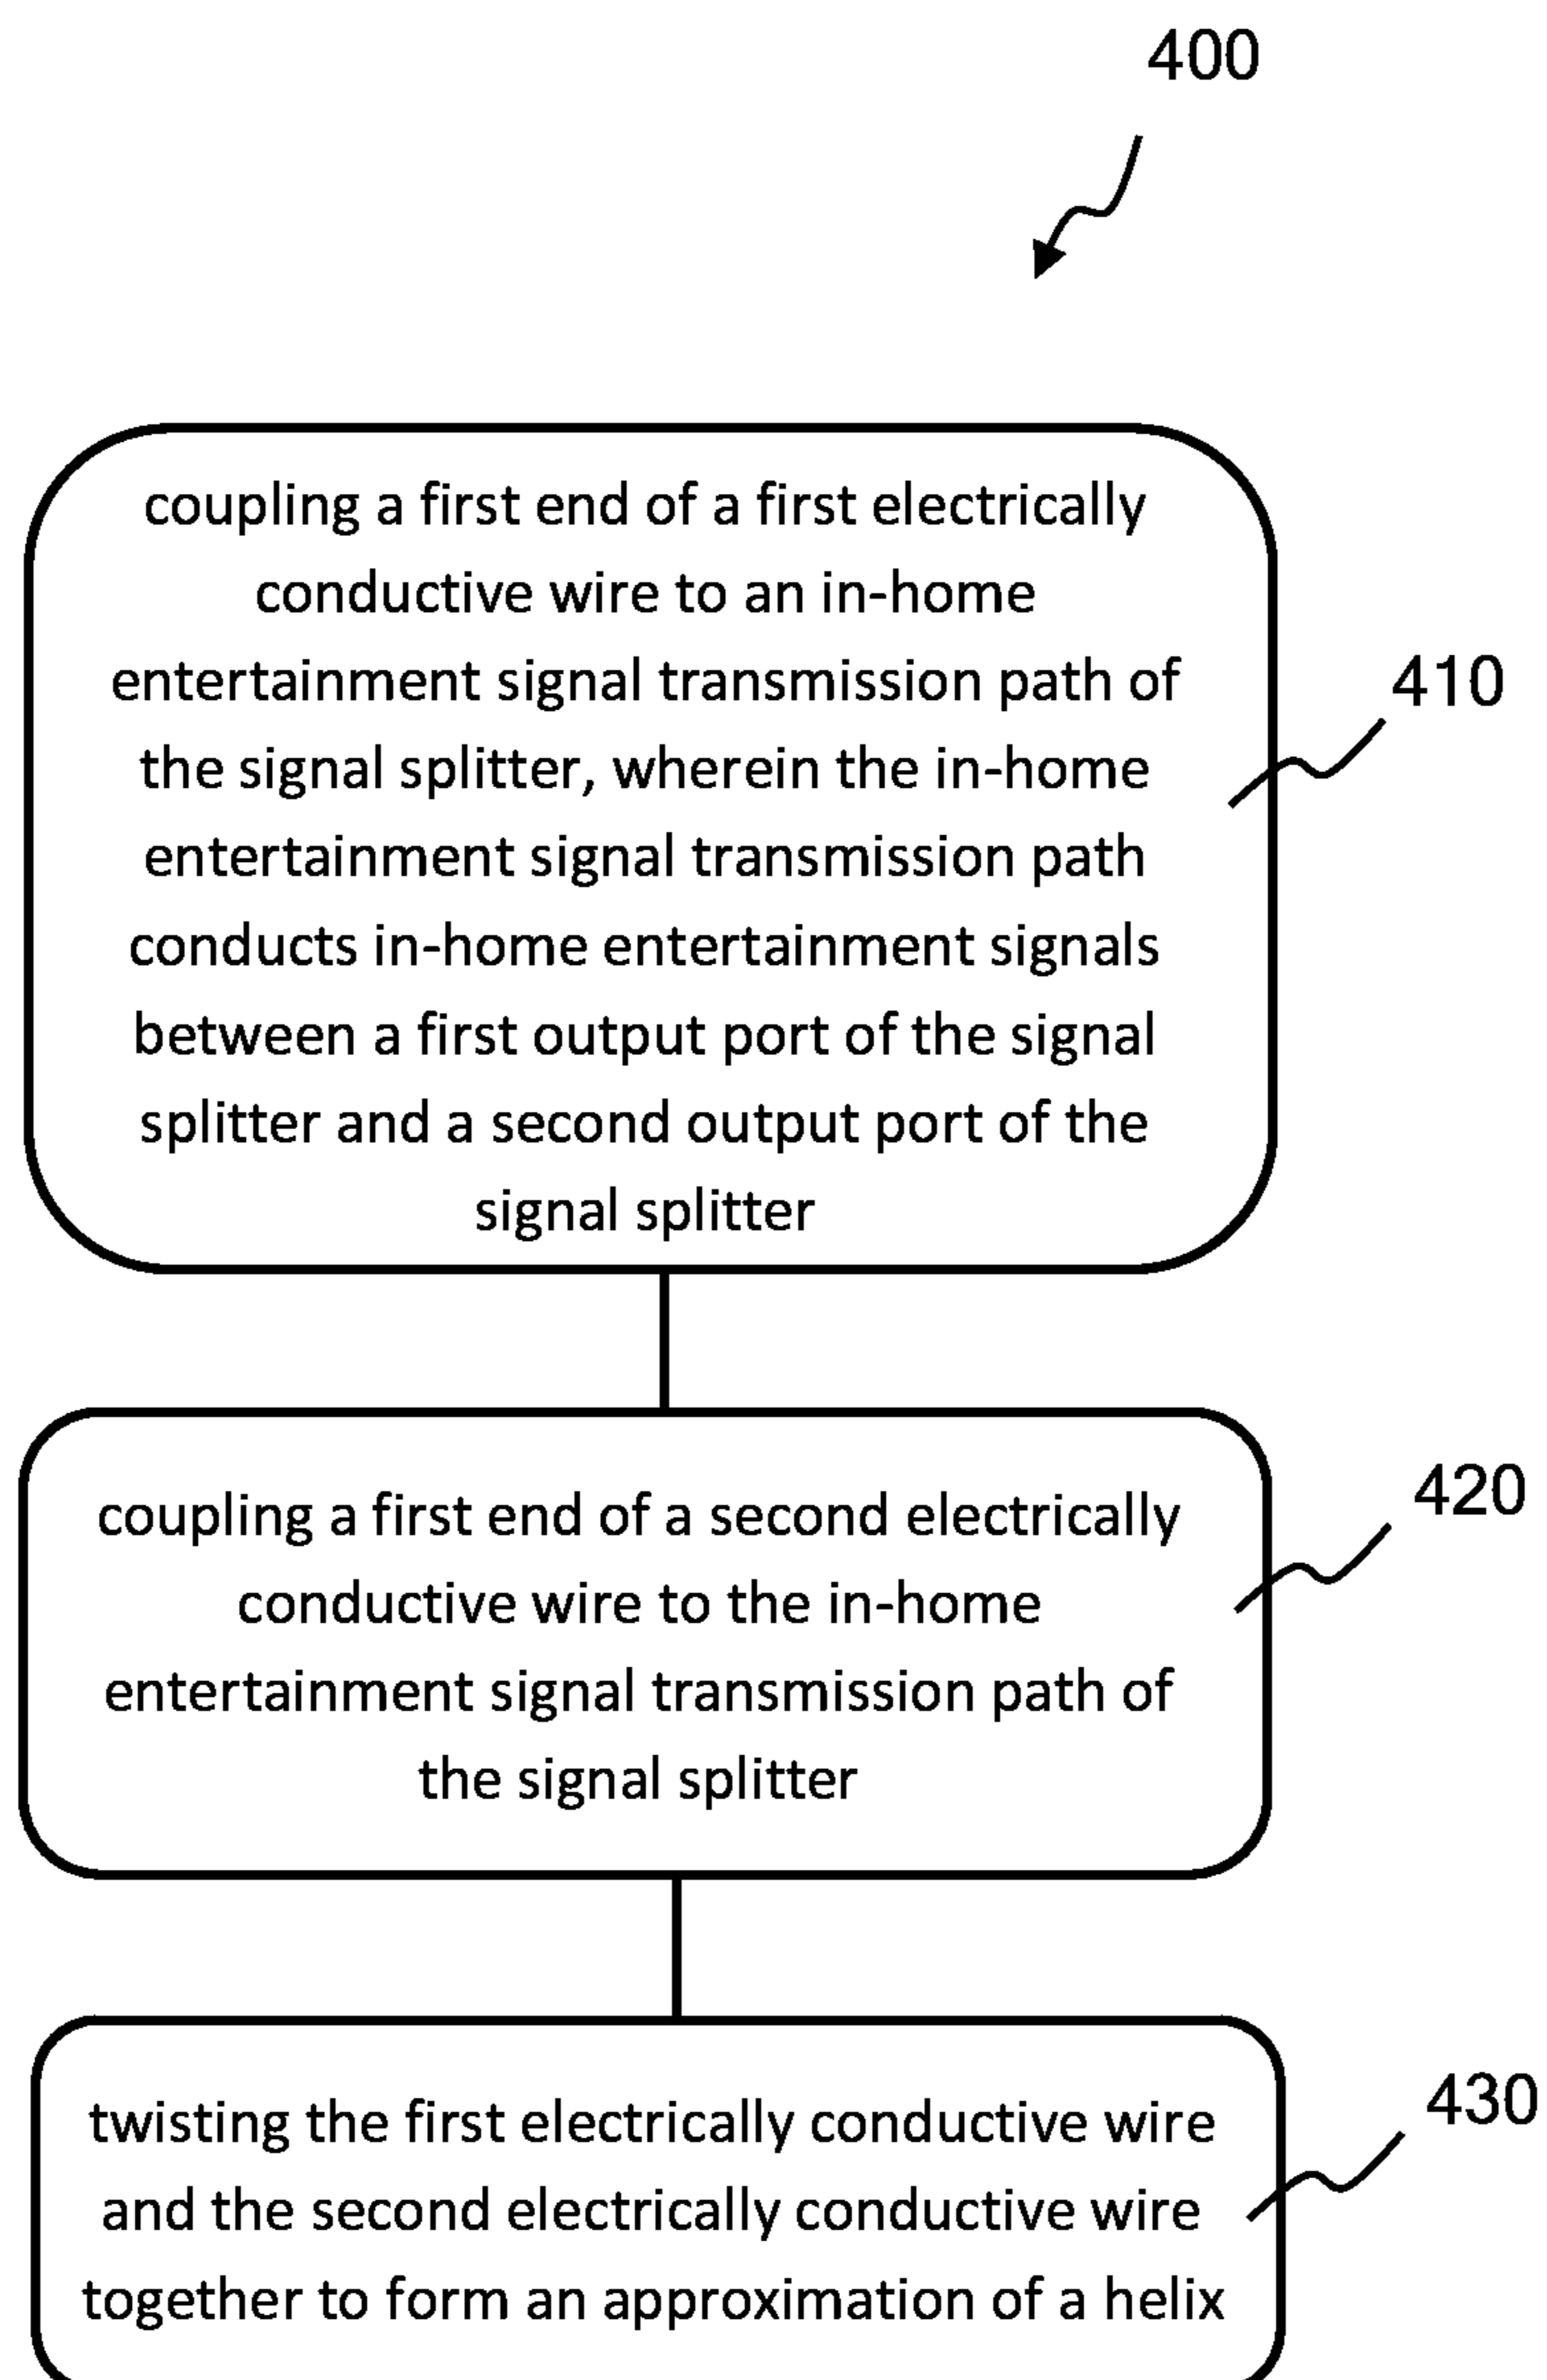 400
coupling a first end of a first electrically
conductive wire to an in-home
entertainment signal transmission path of
the signal splitter, wherein the in-home
entertainment signal transmission path
conducts in-home entertainment signals
between a first output port of the signal
splitter and a second output port of the
signal splitter
410
coupling a first end of a second electrically
conductive wire to the in-home
entertainment signal transmission path of
the signal splitter
420
twisting the first electrically conductive wire
and the second electrically conductive wire
together to form an approximation of a helix
430